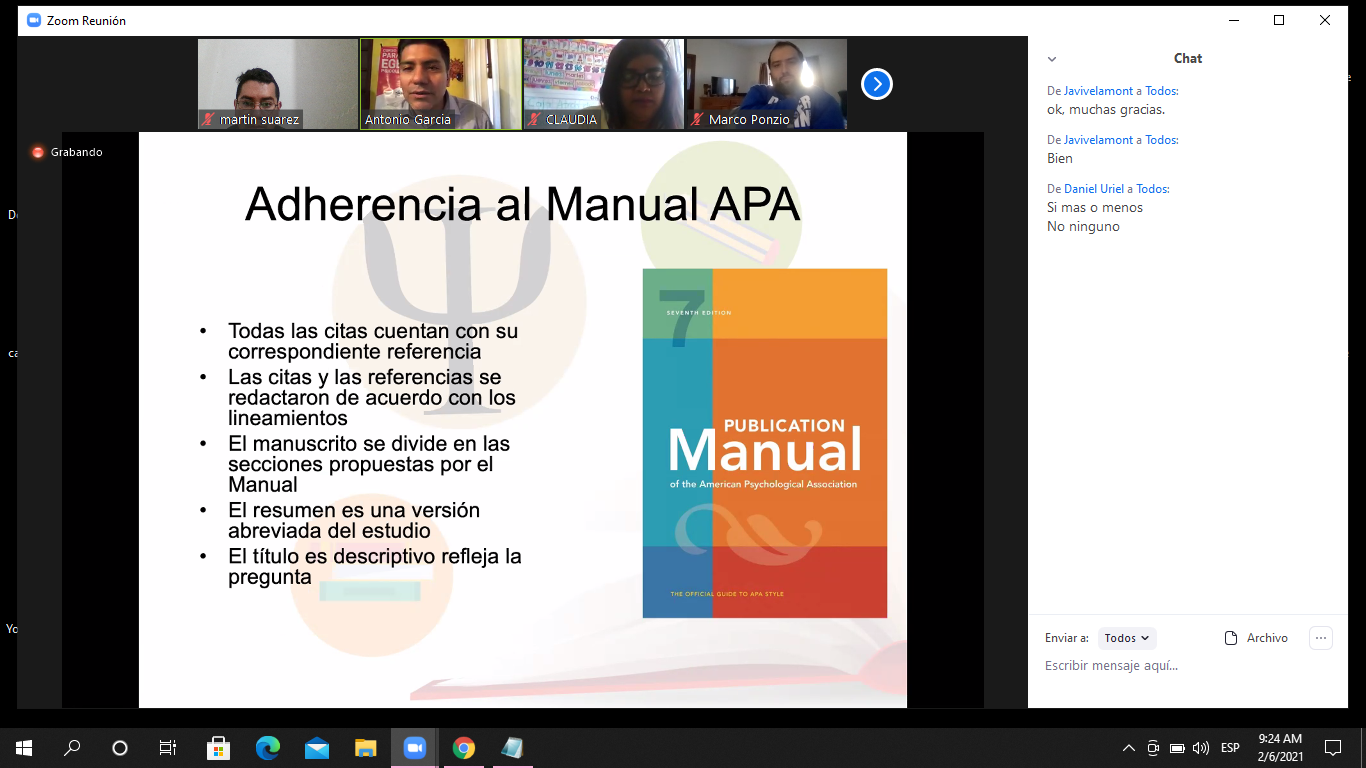 Zoom Reunión
martin suarez
Antonio Garcia
CLAUDIA
Marco Ponzio
Grabando
Adherencia al Manual APA
• Todas las citas cuentan con su
correspondiente referencia
• Las citas y las referencias se
redactaron de acuerdo con los
lineamientos
• El manuscrito se divide en las
secciones propuestas por el
Manual
• El resumen es una versión
abreviada del estudio
• El título es descriptivo refleja la
pregunta
7
SEVENTH EDITION
PUBLICATION
Manual
of the American Psychological Association
THE OFFICIAL GUIDE TO APA STYLE
Chat
De Javivelamont a Todos:
ok, muchas gracias.
De Javivelamont a Todos:
Bien
De Daniel Uriel a Todos:
Si mas o menos
No ninguno
Enviar a: Todos Archivo
Escribir mensaje aquí...
ESP
9:24 AM
2/6/2021